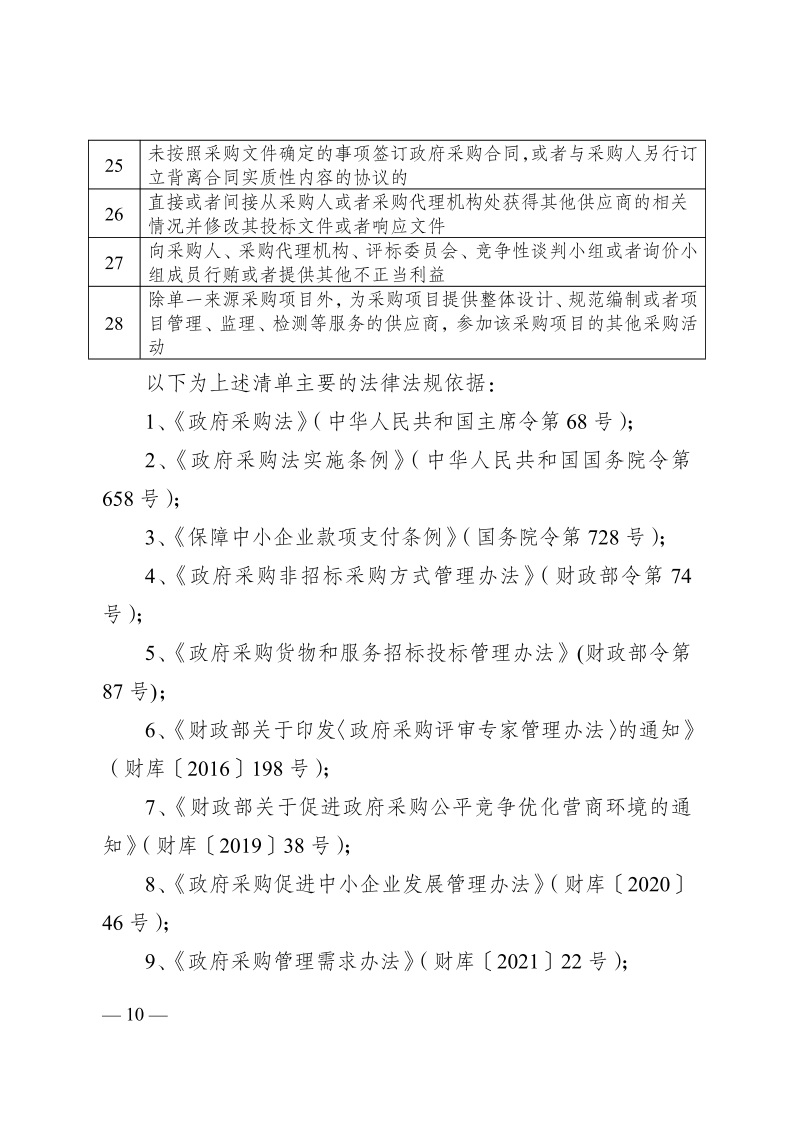 25
未按照采购文件确定的事项签订政府采购合同，或者与采购人另行订
立背离合同实质性内容的协议的
26
直接或者间接从采购人或者采购代理机构处获得其他供应商的相关
情况并修改其投标文件或者响应文件
27
向采购人、采购代理机构、评标委员会、竞争性谈判小组或者询价小
组成员行贿或者提供其他不正当利益
28
除单一来源采购项目外，为采购项目提供整体设计、规范编制或者项
目管理、监理、检测等服务的供应商，参加该采购项目的其他采购活
动
以下为上述清单主要的法律法规依据：
1、《政府采购法》（中华人民共和国主席令第 68 号）；
2、《政府采购法实施条例》（中华人民共和国国务院令第
658 号）；
3、《保障中小企业款项支付条例》（国务院令第 728 号）；
4、《政府采购非招标采购方式管理办法》（财政部令第 74
号）；
5、《政府采购货物和服务招标投标管理办法》(财政部令第
87 号)；
6、《财政部关于印发〈政府采购评审专家管理办法〉的通知》
（财库〔2016〕198 号）；
7、《财政部关于促进政府采购公平竞争优化营商环境的通
知》（财库〔2019〕38 号）；
8、《政府采购促进中小企业发展管理办法》（财库〔2020〕
46 号）；
9、《政府采购管理需求办法》（财库〔2021〕22 号）；
— 10 —